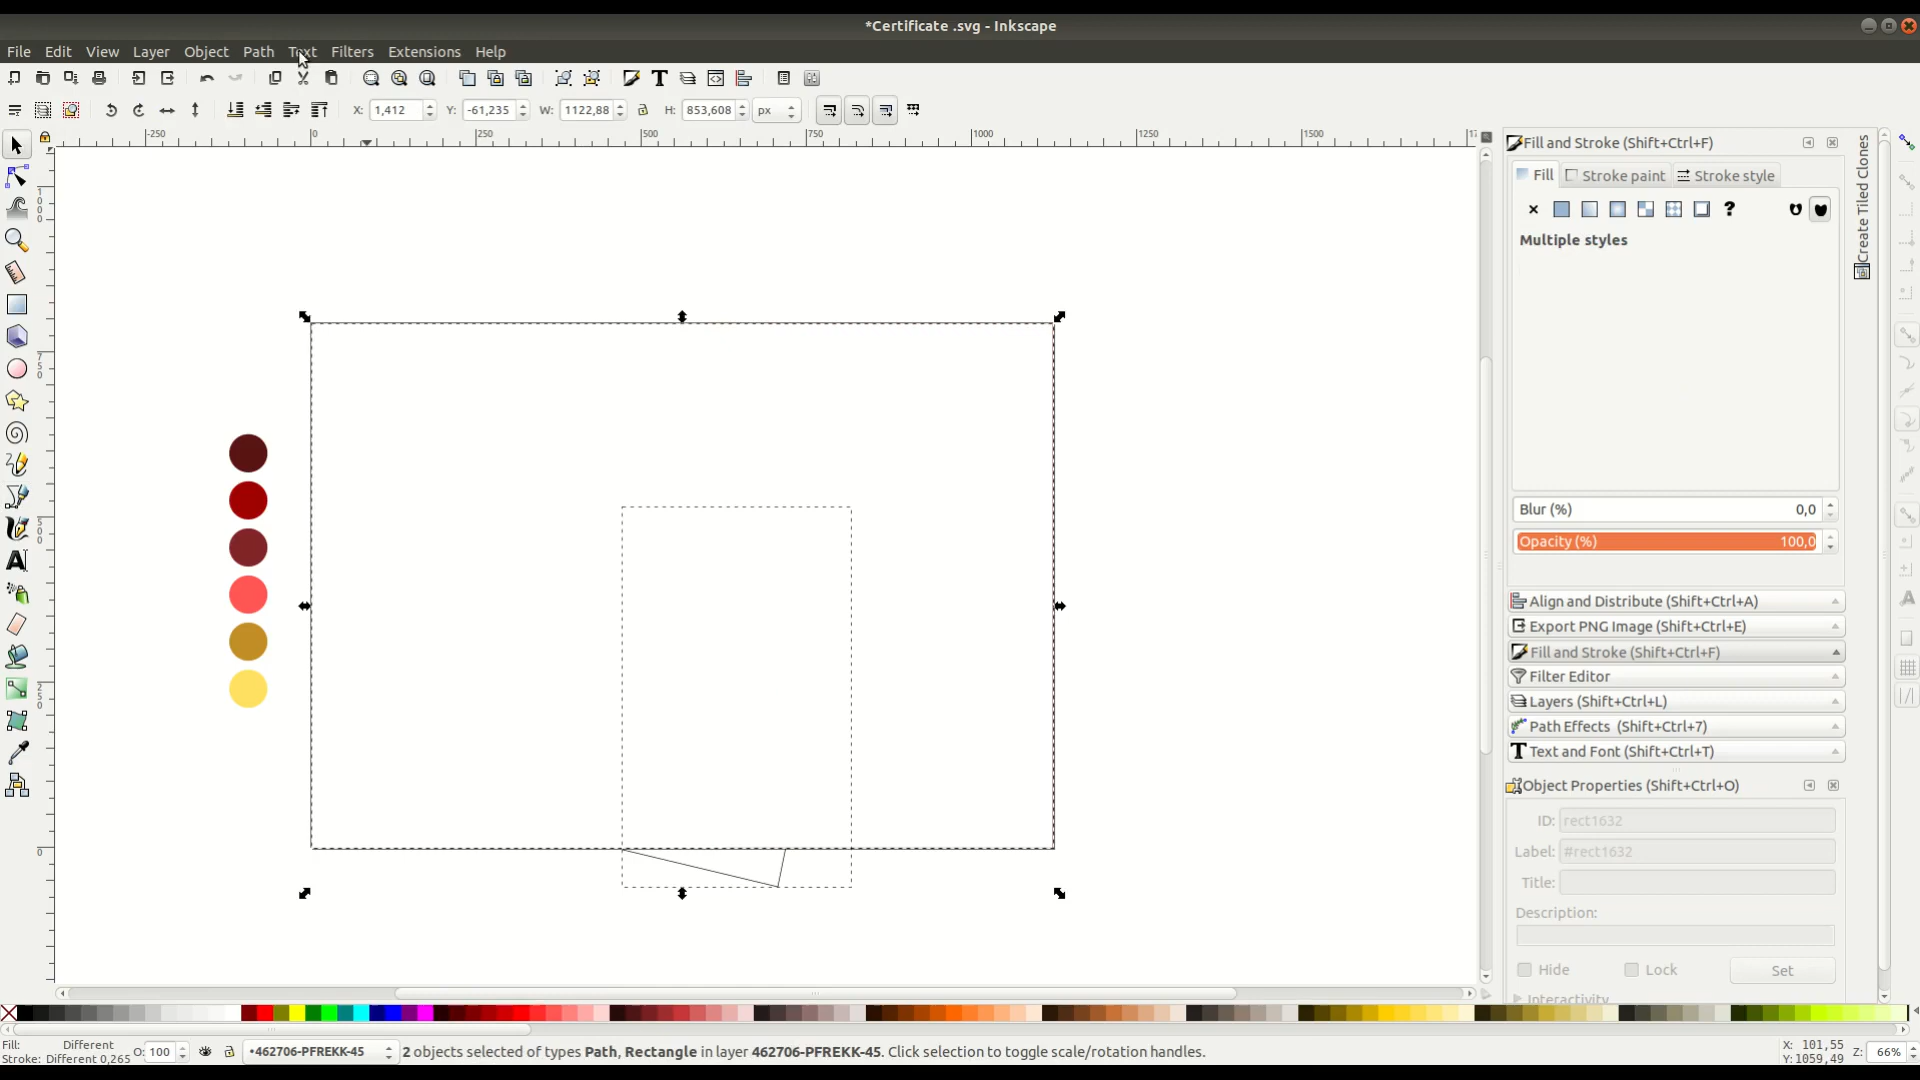 *Certificate .svg - Inkscape
File Edit View Layer Object Path Text Filters Extensions Help
X: 1,412 Y: -61,235 W: 1122,88 H: 853,608 px
-250 0 250 500 750 1000 1250 1500
1000
750
500
250
0
Fill and Stroke (Shift+Ctrl+F)
Fill Stroke paint Stroke style
Multiple styles
Blur (%) 0,0
Opacity (%) 100,0
Create Tiled Clones
Align and Distribute (Shift+Ctrl+A)
Export PNG Image (Shift+Ctrl+E)
Fill and Stroke (Shift+Ctrl+F)
Filter Editor
Layers (Shift+Ctrl+L)
Path Effects (Shift+Ctrl+7)
Text and Font (Shift+Ctrl+T)
Object Properties (Shift+Ctrl+O)
ID: rect1632
Label: #rect1632
Title:
Description:
Hide Lock Set
Interactivity
Fill: Different
Stroke: Different 0,265
O: 100
•462706-PFREKK-45
2 objects selected of types Path, Rectangle in layer 462706-PFREKK-45. Click selection to toggle scale/rotation handles.
X: 101,55
Y: 1059,49
Z: 66%